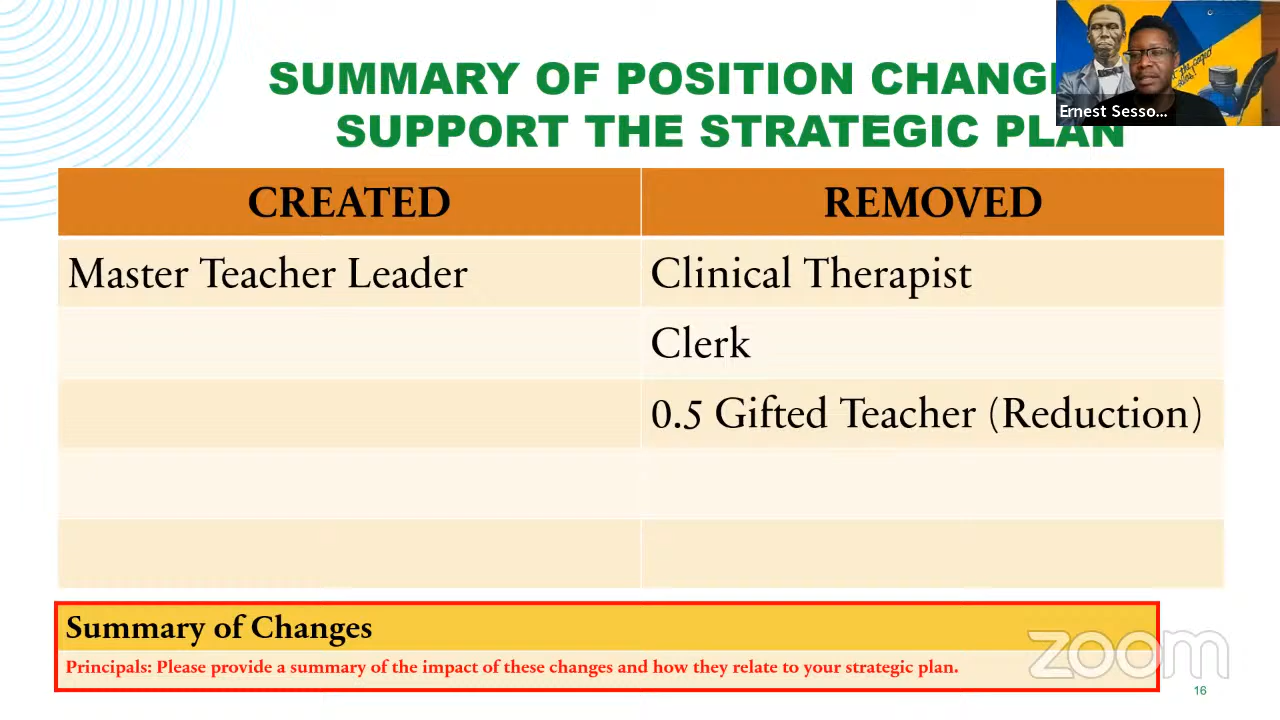 SUMMARY OF POSITION CHANG
SUPPORT THE STRATEGIC PLAN
Ernest Sesso...
CREATED
REMOVED
Master Teacher Leader
Clinical Therapist
Clerk
0.5 Gifted Teacher (Reduction)
Summary of Changes
Principals: Please provide a summary of the impact of these changes and how they relate to your strategic plan.
zoom
16